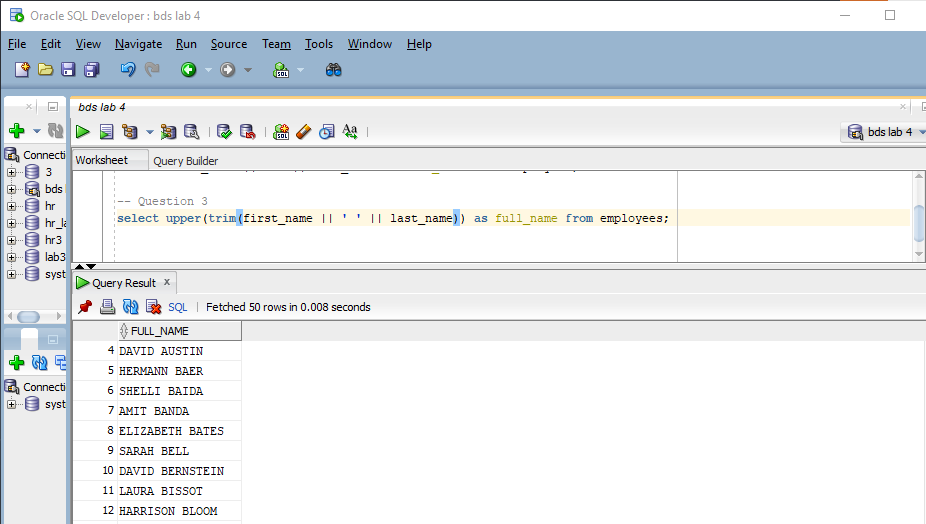 Oracle SQL Developer : bds lab 4
File Edit View Navigate Run Source Team Tools Window Help
bds lab 4
bds lab 4
Worksheet Query Builder
-- Question 3
select upper(trim(first_name || ' ' || last_name)) as full_name from employees;
Connecti
3
bds
hr
hr_la
hr3
lab3
syst
Connecti
syst
Query Result x
SQL | Fetched 50 rows in 0.008 seconds
FULL_NAME
4 DAVID AUSTIN
5 HERMANN BAER
6 SHELLI BAIDA
7 AMIT BANDA
8 ELIZABETH BATES
9 SARAH BELL
10 DAVID BERNSTEIN
11 LAURA BISSOT
12 HARRISON BLOOM